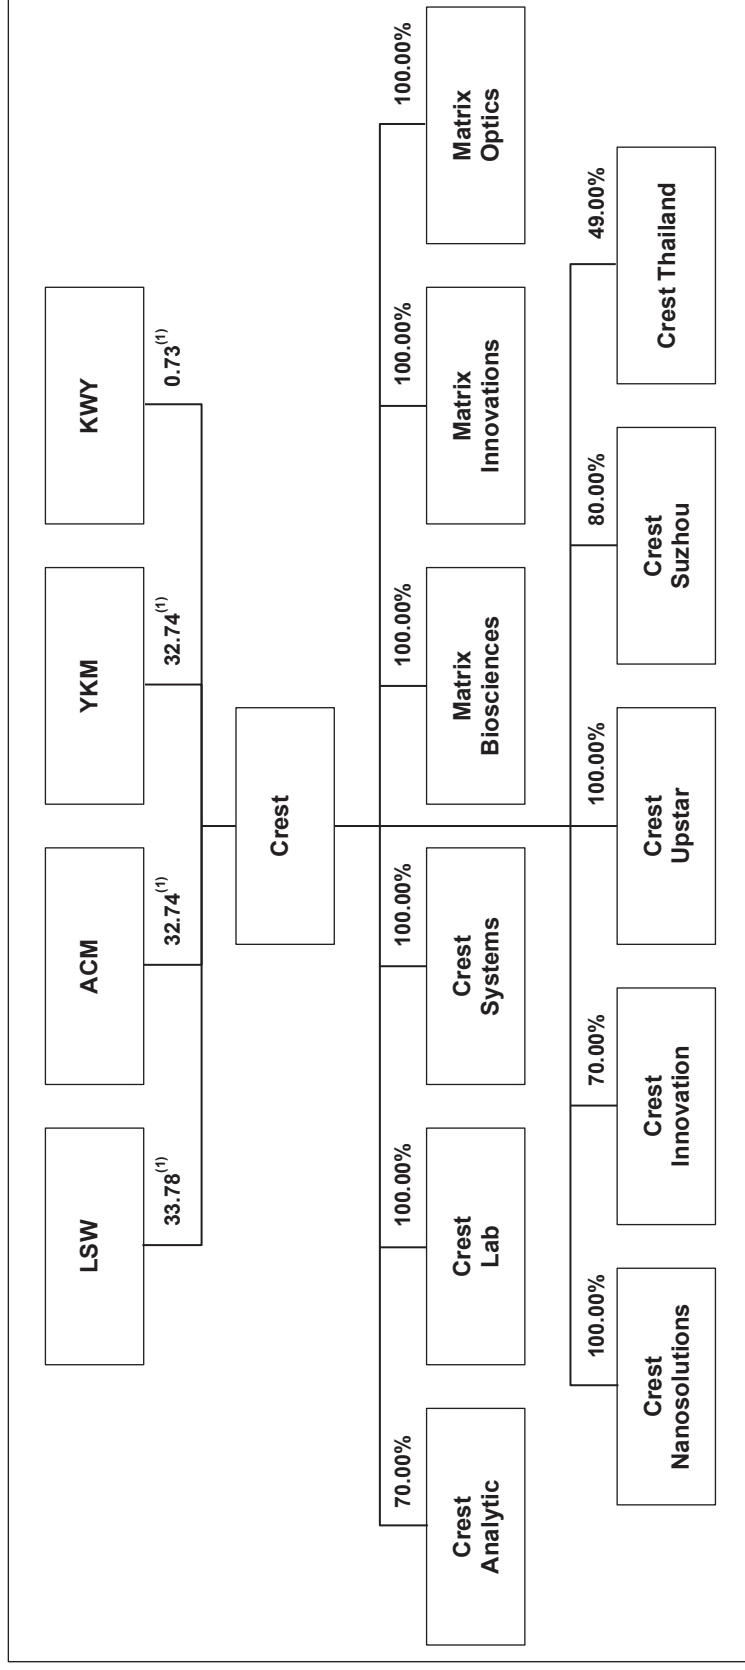 LSW
ACM
YKM
KWY
33.78(1)
32.74(1)
32.74(1)
0.73(1)
Crest
70.00%
100.00%
100.00%
100.00%
100.00%
100.00%
Crest
Analytic
Crest
Lab
Crest
Systems
Matrix
Biosciences
Matrix
Innovations
Matrix
Optics
100.00%
70.00%
100.00%
80.00%
49.00%
Crest
Nanosolutions
Crest
Innovation
Crest
Upstar
Crest
Suzhou
Crest Thailand